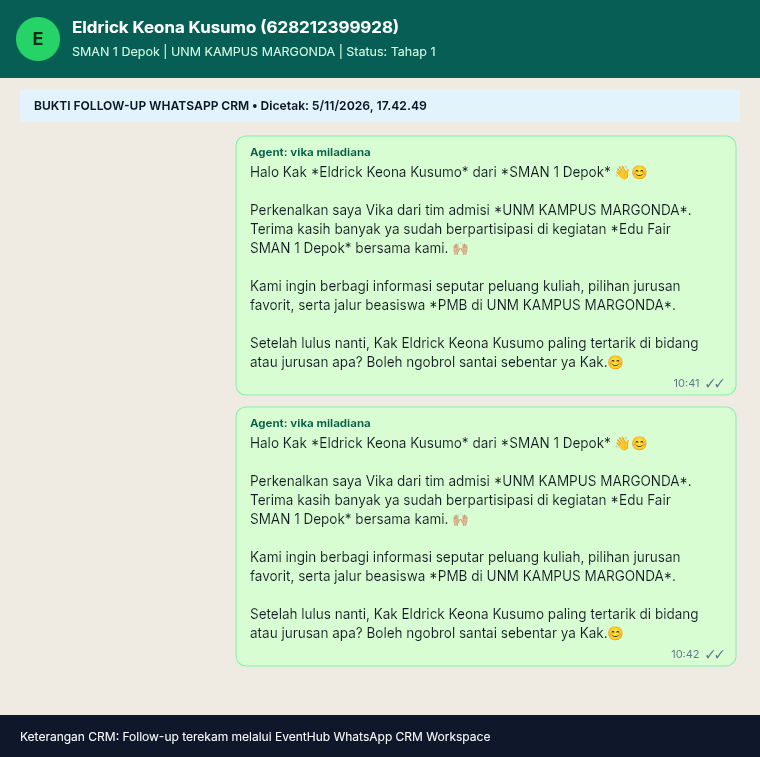 E
Eldrick Keona Kusumo (628212399928)
SMAN 1 Depok | UNM KAMPUS MARGONDA | Status: Tahap 1
BUKTI FOLLOW-UP WHATSAPP CRM • Dicetak: 5/11/2026, 17.42.49
Agent: vika miladiana
Halo Kak *Eldrick Keona Kusumo* dari *SMAN 1 Depok* 👋😊
Perkenalkan saya Vika dari tim admisi *UNM KAMPUS MARGONDA*.
Terima kasih banyak ya sudah berpartisipasi di kegiatan *Edu Fair
SMAN 1 Depok* bersama kami. 🙌🏼
Kami ingin berbagi informasi seputar peluang kuliah, pilihan jurusan
favorit, serta jalur beasiswa *PMB di UNM KAMPUS MARGONDA*.
Setelah lulus nanti, Kak Eldrick Keona Kusumo paling tertarik di bidang
atau jurusan apa? Boleh ngobrol santai sebentar ya Kak.😊
10:41 ✓✓
Agent: vika miladiana
Halo Kak *Eldrick Keona Kusumo* dari *SMAN 1 Depok* 👋😊
Perkenalkan saya Vika dari tim admisi *UNM KAMPUS MARGONDA*.
Terima kasih banyak ya sudah berpartisipasi di kegiatan *Edu Fair
SMAN 1 Depok* bersama kami. 🙌🏼
Kami ingin berbagi informasi seputar peluang kuliah, pilihan jurusan
favorit, serta jalur beasiswa *PMB di UNM KAMPUS MARGONDA*.
Setelah lulus nanti, Kak Eldrick Keona Kusumo paling tertarik di bidang
atau jurusan apa? Boleh ngobrol santai sebentar ya Kak.😊
10:42 ✓✓
Keterangan CRM: Follow-up terekam melalui EventHub WhatsApp CRM Workspace